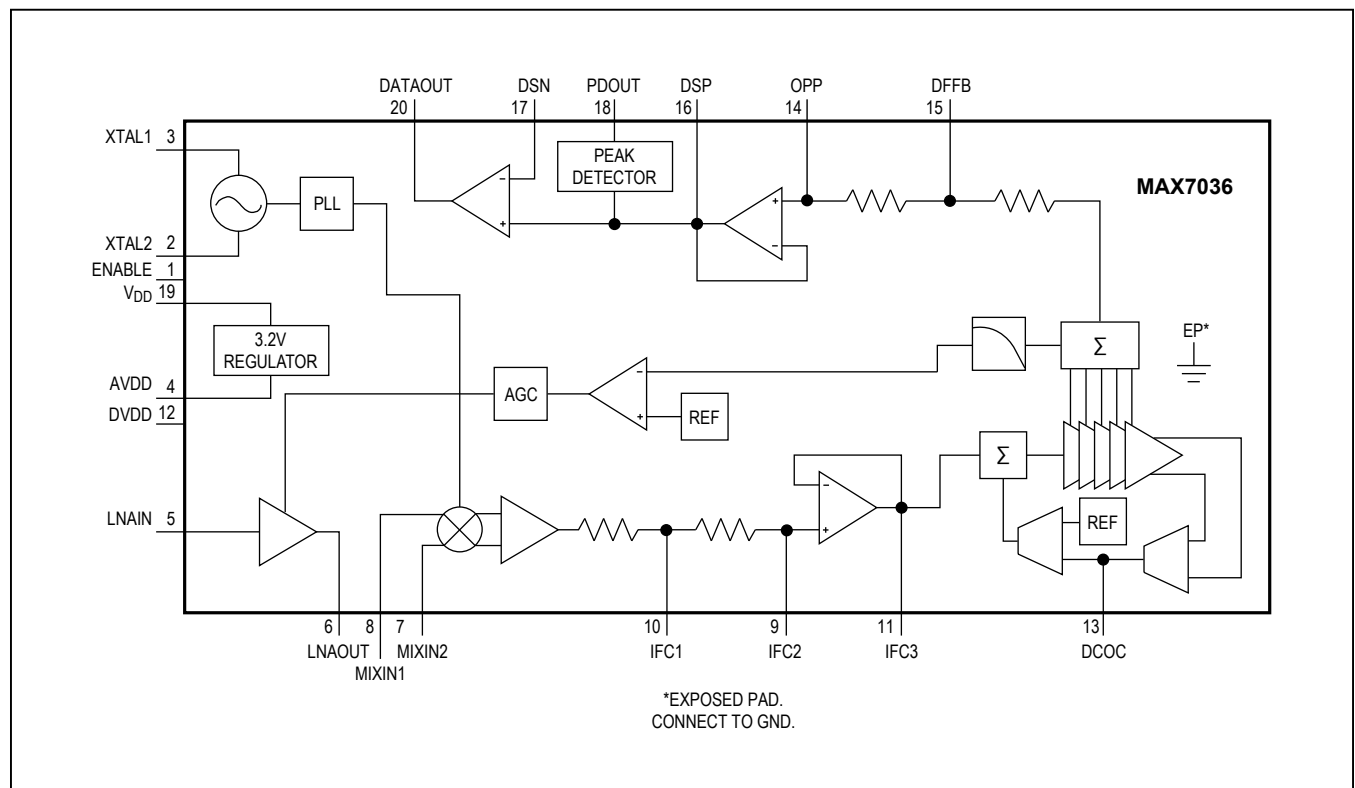 DATAOUT
20
DSN
17
PDOUT
18
DSP
16
OPP
14
DFFB
15
XTAL1 3
XTAL2 2
ENABLE 1
VDD 19
AVDD 4
DVDD 12
LNAIN 5
PLL
PEAK
DETECTOR
-
+
+
-
MAX7036
3.2V
REGULATOR
AGC
-
+
REF
Σ
EP*
-
+
Σ
REF
6
LNAOUT
8
MIXIN1
7
MIXIN2
10
IFC1
9
IFC2
11
IFC3
13
DCOC
*EXPOSED PAD.
CONNECT TO GND.